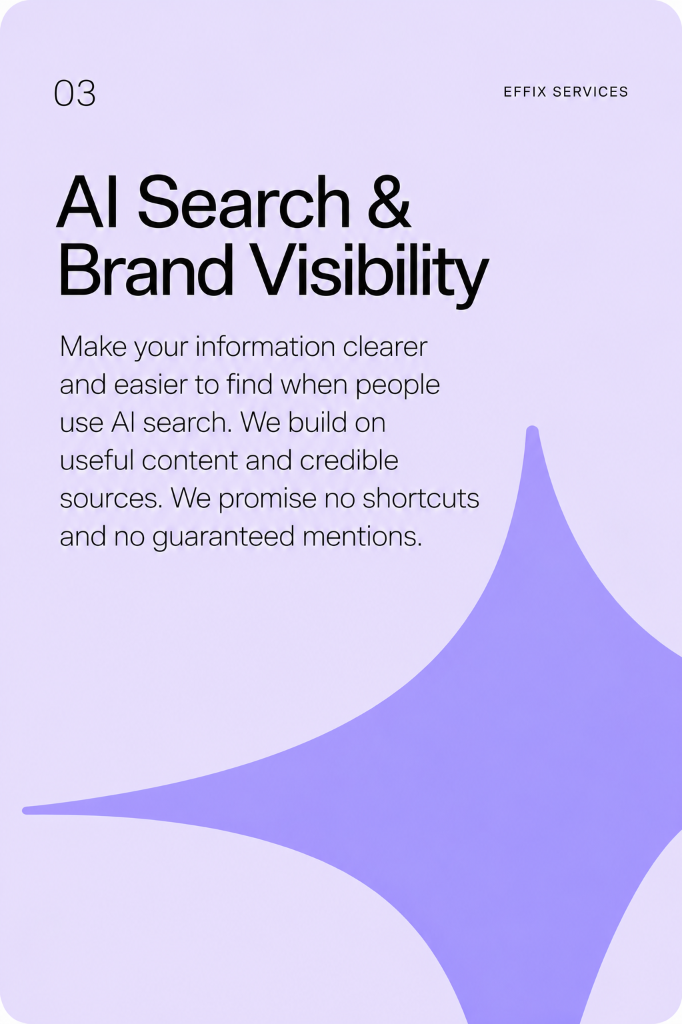 03
EFFIX SERVICES
AI Search &
Brand Visibility
Make your information clearer
and easier to find when people
use AI search. We build on
useful content and credible
sources. We promise no shortcuts
and no guaranteed mentions.